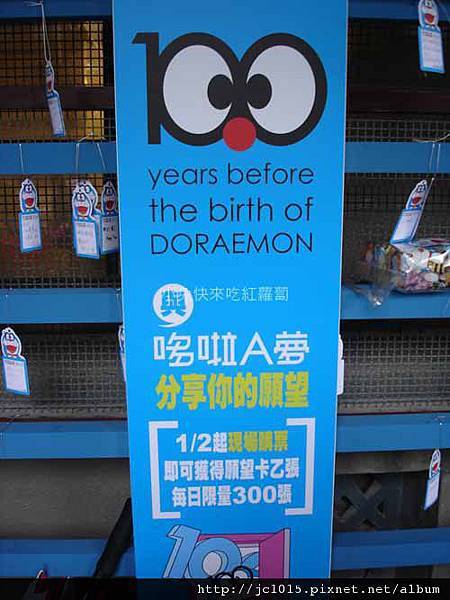 100
years before
the birth of
DORAEMON
興 快來吃紅蘿蔔
哆啦A夢
分享你的願望
1/2起現場購票
即可獲得願望卡乙張
每日限量300張
100
http://jc1015.pixnet.net/album